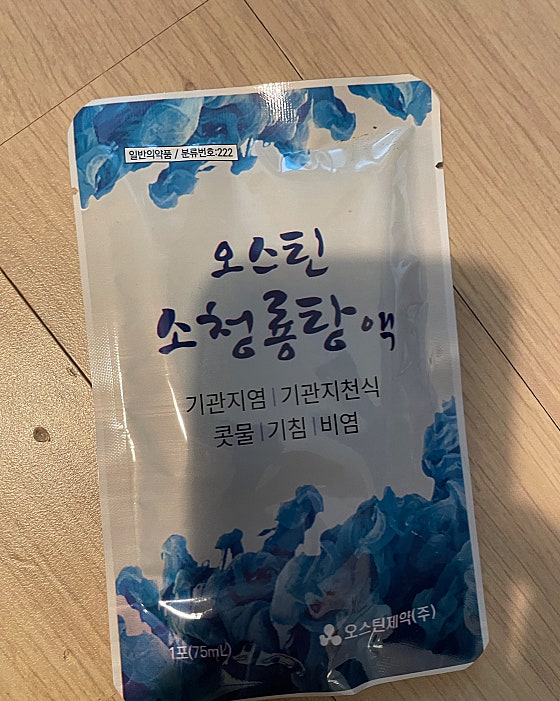 일반의약품 / 분류번호:222
오스틴
소청룡탕액
기관지염 | 기관지천식
콧물 | 기침 | 비염
1포(75mL)
오스틴제약(주)